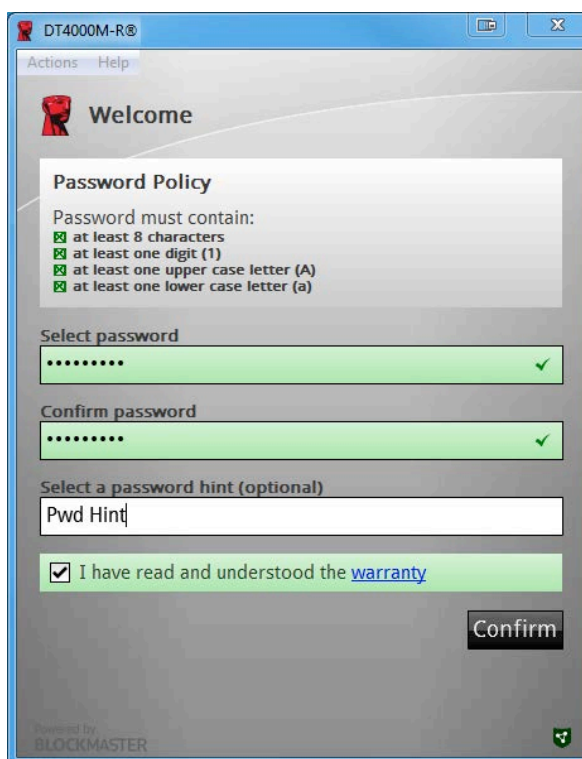 DT4000M-R®
Actions Help
Welcome
Password Policy
Password must contain:
at least 8 characters
at least one digit (1)
at least one upper case letter (A)
at least one lower case letter (a)
Select password
•••••••••
Confirm password
•••••••••
Select a password hint (optional)
Pwd Hint
I have read and understood the warranty
Confirm
Powered by
BLOCKMASTER